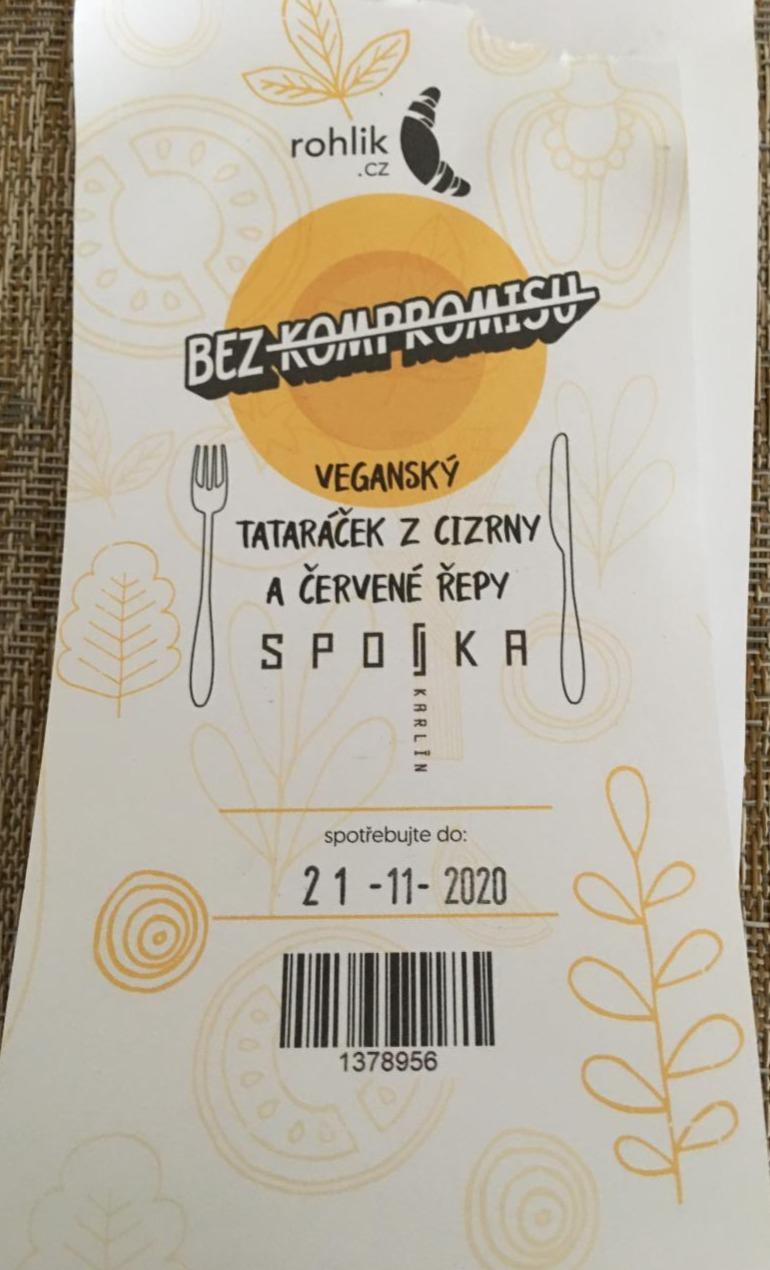 rohlik
.cz
BEZ KOMPROMISU
VEGANSKÝ
TATARÁČEK Z CIZRNY
A ČERVENÉ ŘEPY
SPOJKA
KARLÍN
spotřebujte do:
21 -11- 2020
1378956